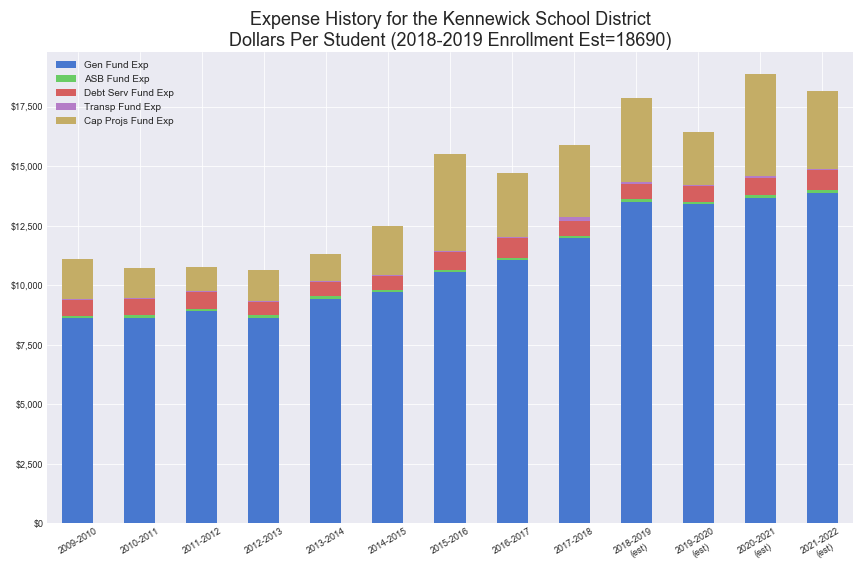 Expense History for the Kennewick School District
Dollars Per Student (2018-2019 Enrollment Est=18690)
Gen Fund Exp
ASB Fund Exp
Debt Serv Fund Exp
Transp Fund Exp
Cap Projs Fund Exp
$17,500
$15,000
$12,500
$10,000
$7,500
$5,000
$2,500
$0
2009-2010
2010-2011
2011-2012
2012-2013
2013-2014
2014-2015
2015-2016
2016-2017
2017-2018
2018-2019
(est)
2019-2020
(est)
2020-2021
(est)
2021-2022
(est)